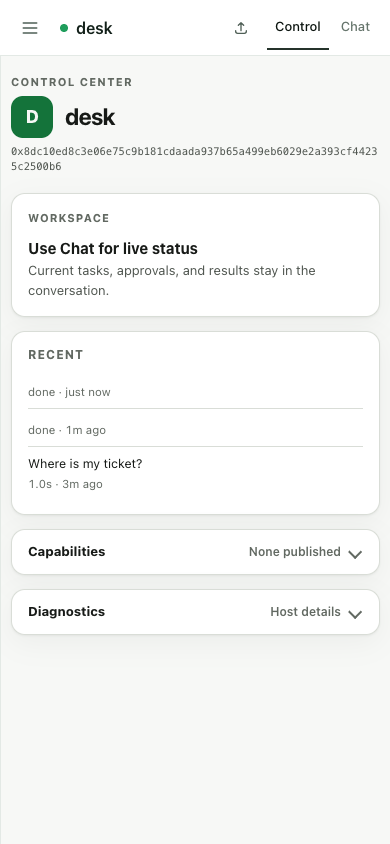 desk
Control
Chat
CONTROL CENTER
D
desk
0x8dc10ed8c3e06e75c9b181cdaada937b65a499eb6029e2a393cf4423
5c2500b6
WORKSPACE
Use Chat for live status
Current tasks, approvals, and results stay in the
conversation.
RECENT
done · just now
done · 1m ago
Where is my ticket?
1.0s · 3m ago
Capabilities
None published
Diagnostics
Host details